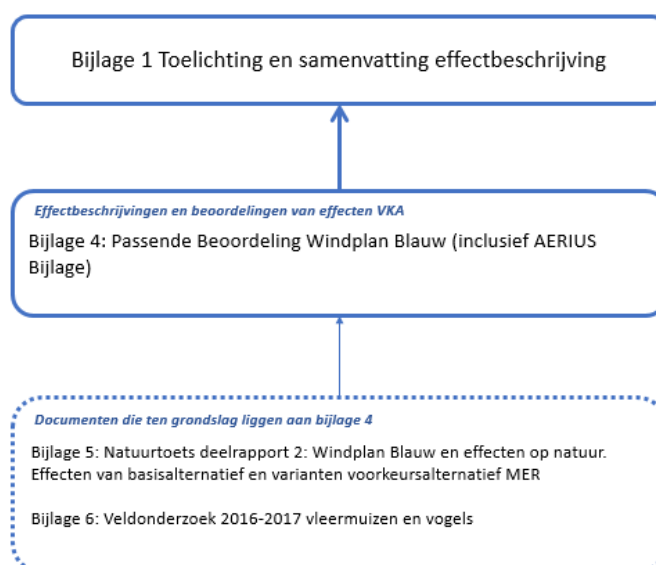 Bijlage 1 Toelichting en samenvatting effectbeschrijving
Effectbeschrijvingen en beoordelingen van effecten VKA
Bijlage 4: Passende Beoordeling Windplan Blauw (inclusief AERIUS
Bijlage)
Documenten die ten grondslag liggen aan bijlage 4
Bijlage 5: Natuurtoets deelrapport 2: Windplan Blauw en effecten op natuur.
Effecten van basisalternatief en varianten voorkeursalternatief MER
Bijlage 6: Veldonderzoek 2016-2017 vleermuizen en vogels